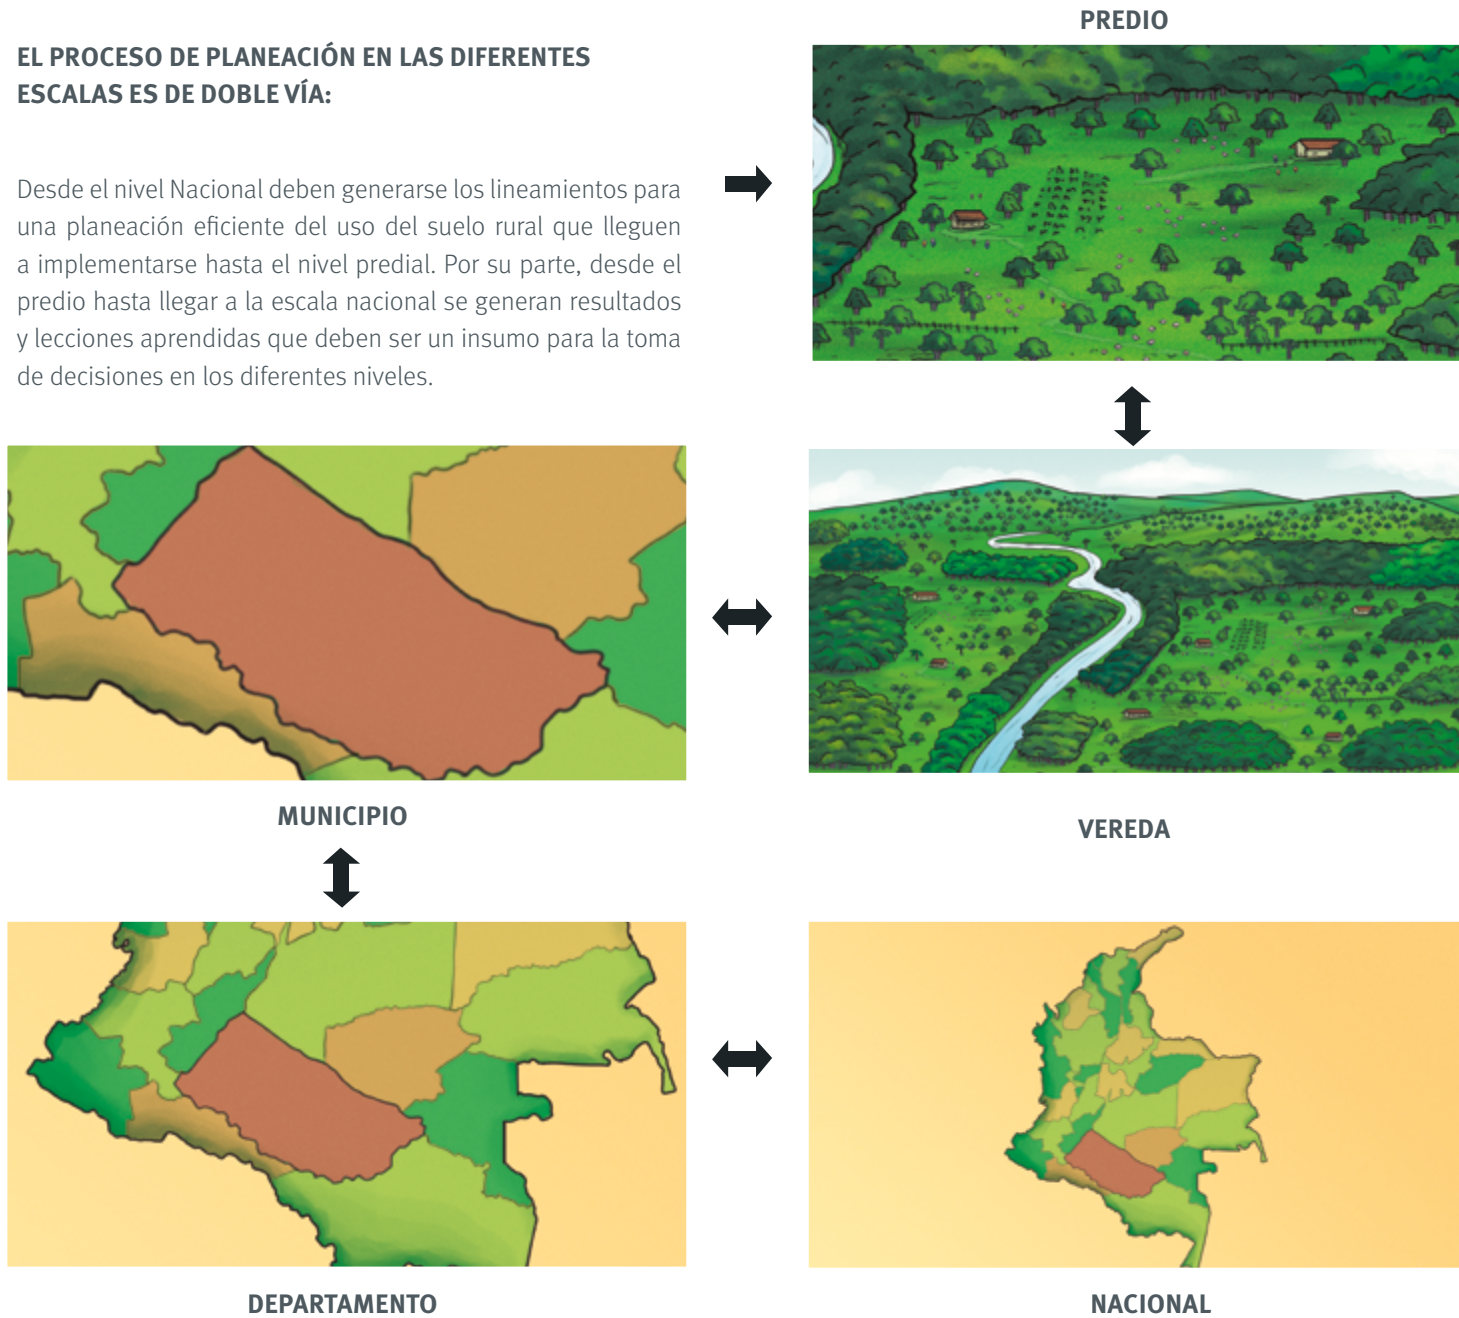 EL PROCESO DE PLANEACIÓN EN LAS DIFERENTES
ESCALAS ES DE DOBLE VÍA:
Desde el nivel Nacional deben generarse los lineamientos para
una planeación eficiente del uso del suelo rural que lleguen
a implementarse hasta el nivel predial. Por su parte, desde el
predio hasta llegar a la escala nacional se generan resultados
y lecciones aprendidas que deben ser un insumo para la toma
de decisiones en los diferentes niveles.
PREDIO
MUNICIPIO
VEREDA
DEPARTAMENTO
NACIONAL